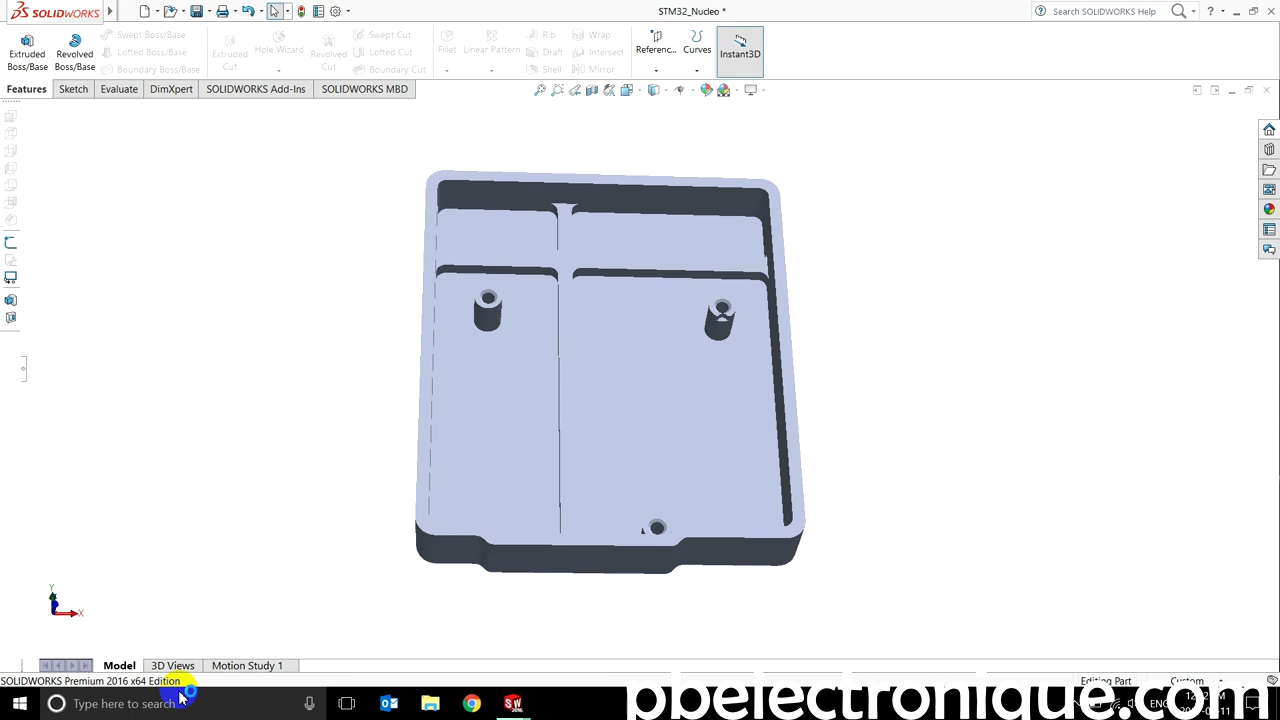 SOLIDWORKS
STM32_Nucleo *
Search SOLIDWORKS Help
?
Extruded Boss/Base
Revolved Boss/Base
Swept Boss/Base
Lofted Boss/Base
Boundary Boss/Base
Extruded Cut
Hole Wizard
Revolved Cut
Swept Cut
Lofted Cut
Boundary Cut
Fillet
Linear Pattern
Rib
Draft
Shell
Wrap
Intersect
Mirror
Referenc...
Curves
Instant3D
Features
Sketch
Evaluate
DimXpert
SOLIDWORKS Add-Ins
SOLIDWORKS MBD
Y
X
Model
3D Views
Motion Study 1
SOLIDWORKS Premium 2016 x64 Edition
Editing Part
Custom
Type here to search
pbelectronique.com